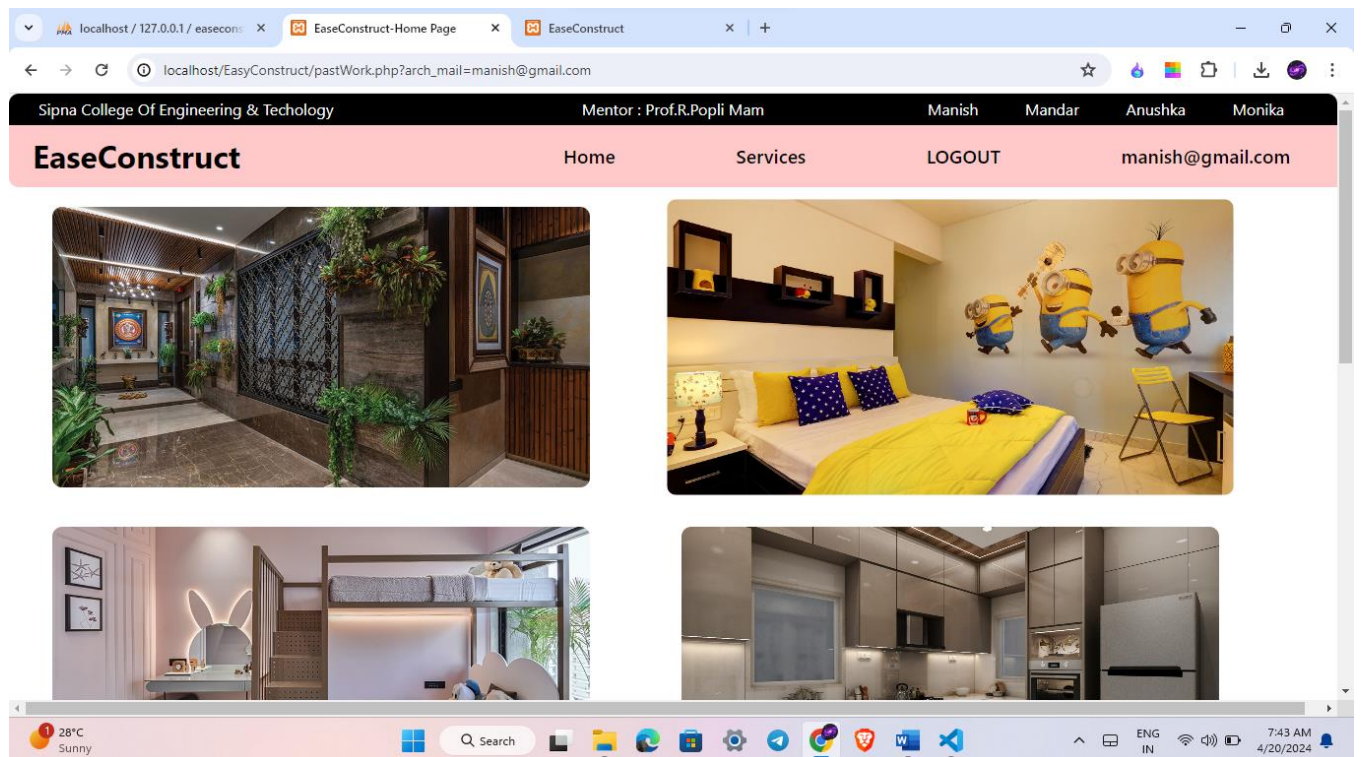 localhost / 127.0.0.1 / easecons
EaseConstruct-Home Page
EaseConstruct
localhost/EasyConstruct/pastWork.php?arch_mail=manish@gmail.com
Sipna College Of Engineering & Techology Mentor : Prof.R.Popli Mam Manish Mandar Anushka Monika
EaseConstruct Home Services LOGOUT manish@gmail.com
1
28°C
Sunny
Search
ENG
IN
7:43 AM
4/20/2024